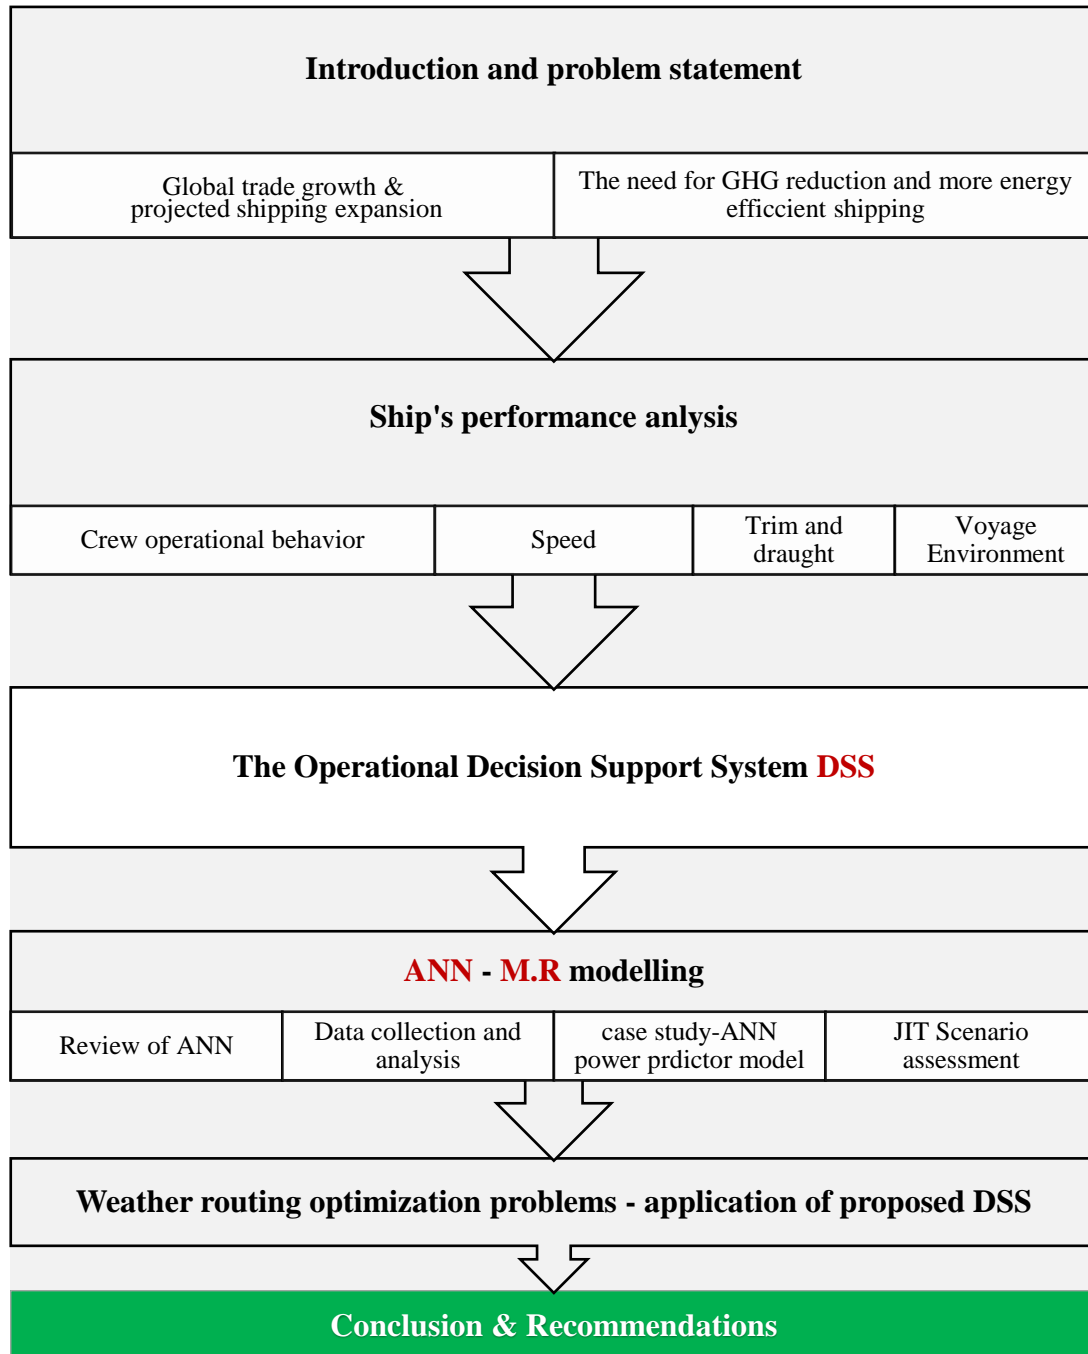 Introduction and problem statement
Global trade growth &
projected shipping expansion
The need for GHG reduction and more energy
efficcient shipping
Ship's performance anlysis
Crew operational behavior
Speed
Trim and
draught
Voyage
Environment
The Operational Decision Support System DSS
ANN - M.R modelling
Review of ANN
Data collection and
analysis
case study-ANN
power prdictor model
JIT Scenario
assessment
Weather routing optimization problems - application of proposed DSS
Conclusion & Recommendations